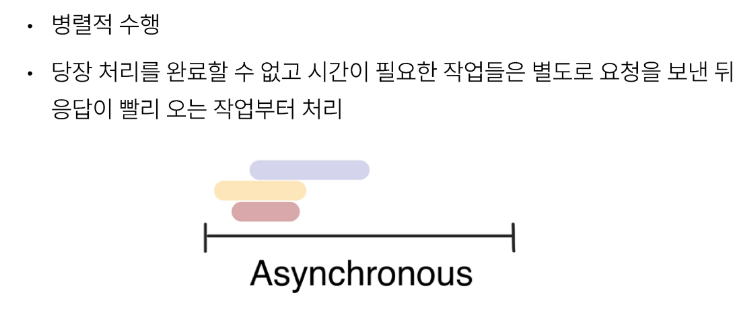 • 병렬적 수행
• 당장 처리를 완료할 수 없고 시간이 필요한 작업들은 별도로 요청을 보낸 뒤
응답이 빨리 오는 작업부터 처리
Asynchronous